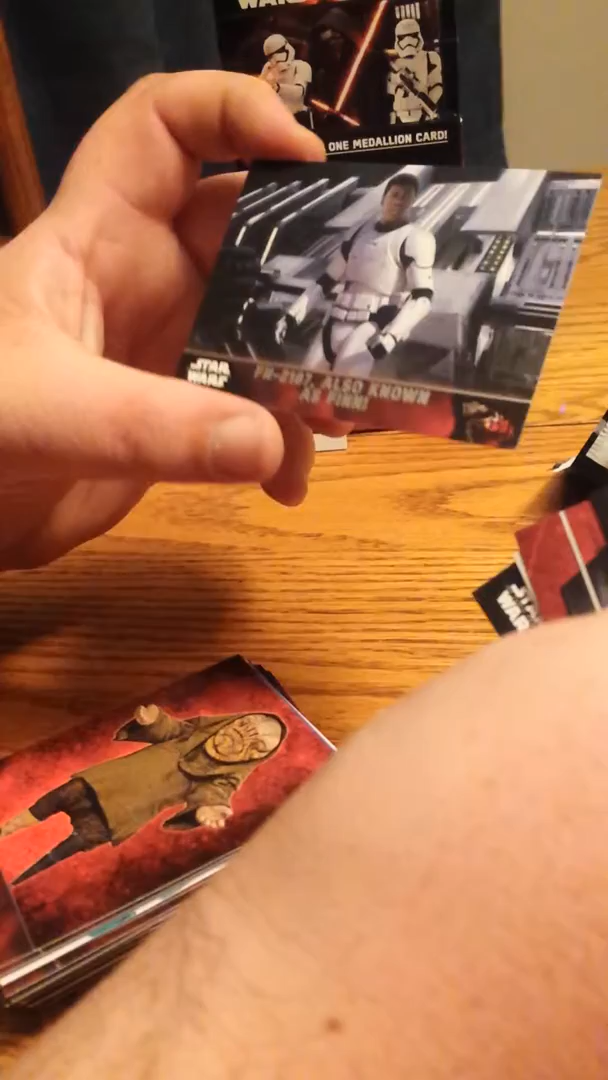 ONE MEDALLION CARD!
STAR
WARS
FN-2187, ALSO KNOWN
AS FINN